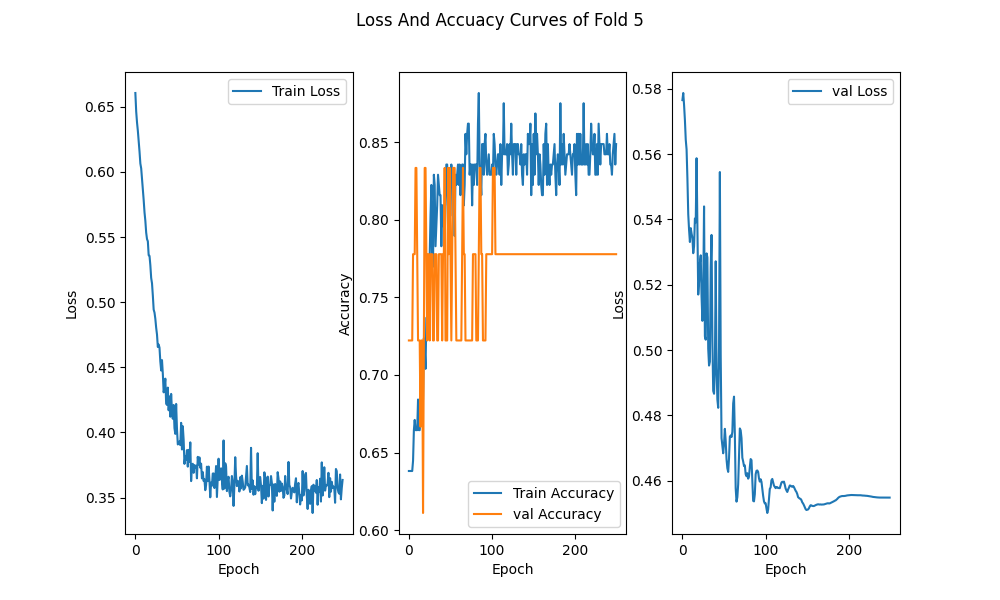 Loss And Accuacy Curves of Fold 5
Train Loss
0.65
0.60
0.55
0.50
0.45
0.40
0.35
Loss
0
100
200
Epoch
0.85
0.80
0.75
0.70
0.65
0.60
Accuracy
Train Accuracy
val Accuracy
0
100
200
Epoch
val Loss
0.58
0.56
0.54
0.52
0.50
0.48
0.46
Loss
0
100
200
Epoch